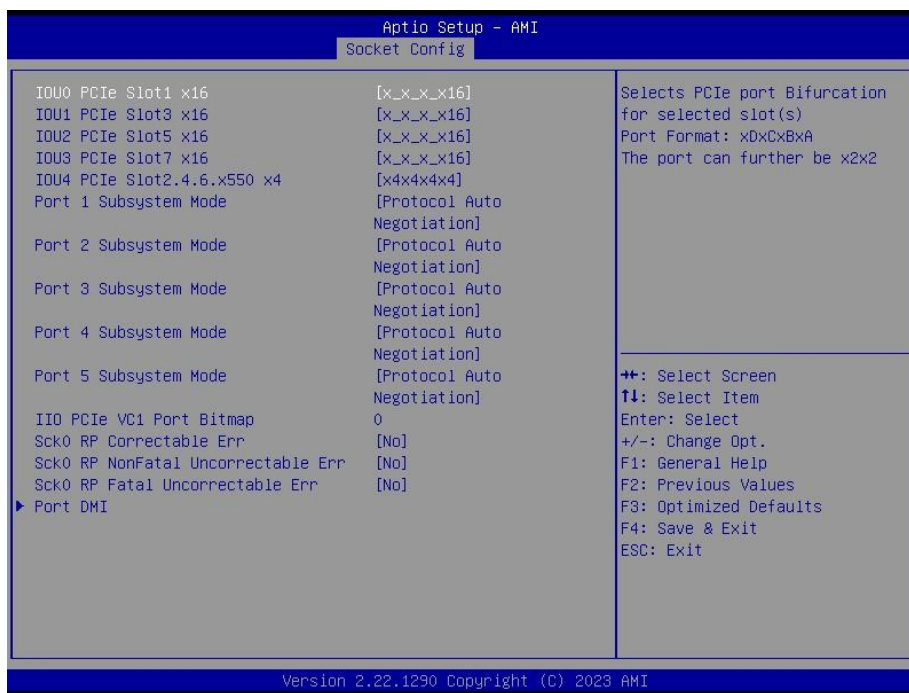 Aptio Setup - AMI
Socket Config
IOU0 PCIe Slot1 x16 [x_x_x_x16]
IOU1 PCIe Slot3 x16 [x_x_x_x16]
IOU2 PCIe Slot5 x16 [x_x_x_x16]
IOU3 PCIe Slot7 x16 [x_x_x_x16]
IOU4 PCIe Slot2.4.6.x550 x4 [x4x4x4x4]
Port 1 Subsystem Mode [Protocol Auto
Negotiation]
Port 2 Subsystem Mode [Protocol Auto
Negotiation]
Port 3 Subsystem Mode [Protocol Auto
Negotiation]
Port 4 Subsystem Mode [Protocol Auto
Negotiation]
Port 5 Subsystem Mode [Protocol Auto
Negotiation]
IIO PCIe VC1 Port Bitmap 0
Sck0 RP Correctable Err [No]
Sck0 RP NonFatal Uncorrectable Err [No]
Sck0 RP Fatal Uncorrectable Err [No]
Port DMI
Selects PCIe port Bifurcation
for selected slot(s)
Port Format: xDxCxBxA
The port can further be x2x2
→←: Select Screen
↑↓: Select Item
Enter: Select
+/-: Change Opt.
F1: General Help
F2: Previous Values
F3: Optimized Defaults
F4: Save & Exit
ESC: Exit
Version 2.22.1290 Copyright (C) 2023 AMI